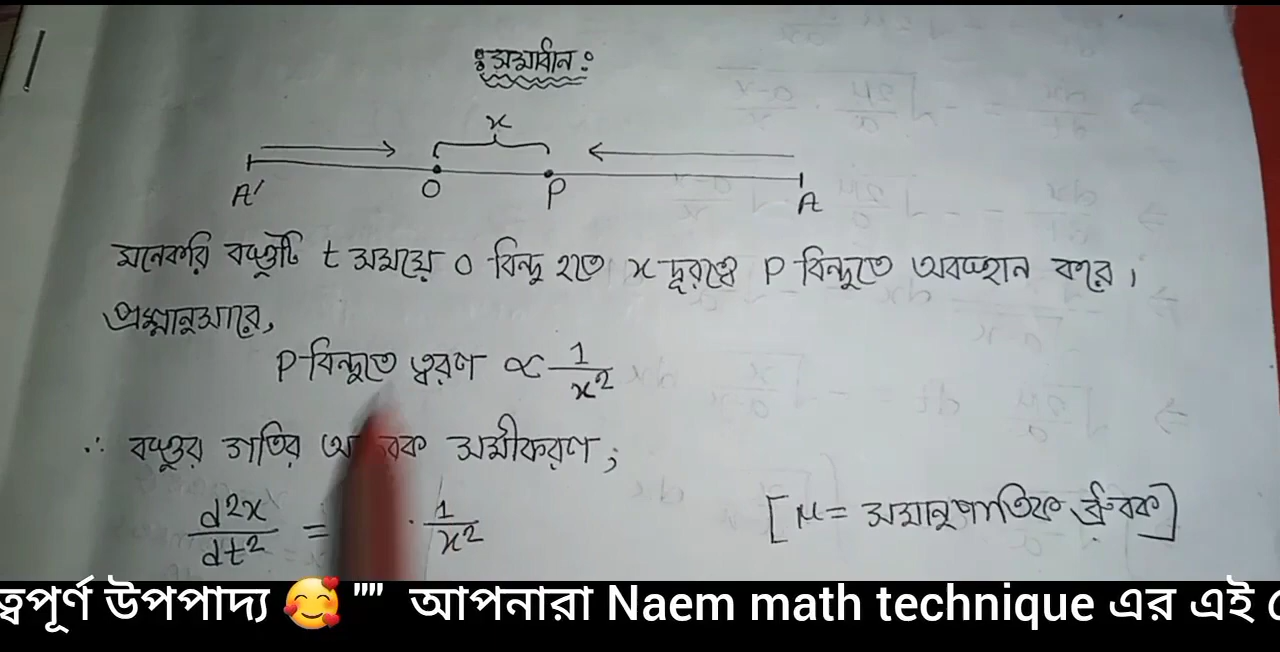 ঃসমাধান ঃ
x
A' O P A
মনেকরি বস্তুটি t সময়ে O বিন্দু হতে x দূরত্বে P বিন্দুতে অবস্থান করে।
প্রশ্নানুসারে,
P বিন্দুতে ত্বরণ ∝ 1/x²
∴ বস্তুর গতির সমীকরণ;
d²x/dt² = · 1/x² [μ = সমানুপাতিক ধ্রুবক]
ত্বপূর্ণ উপপাদ্য 🥰 """ আপনারা Naem math technique এর এই